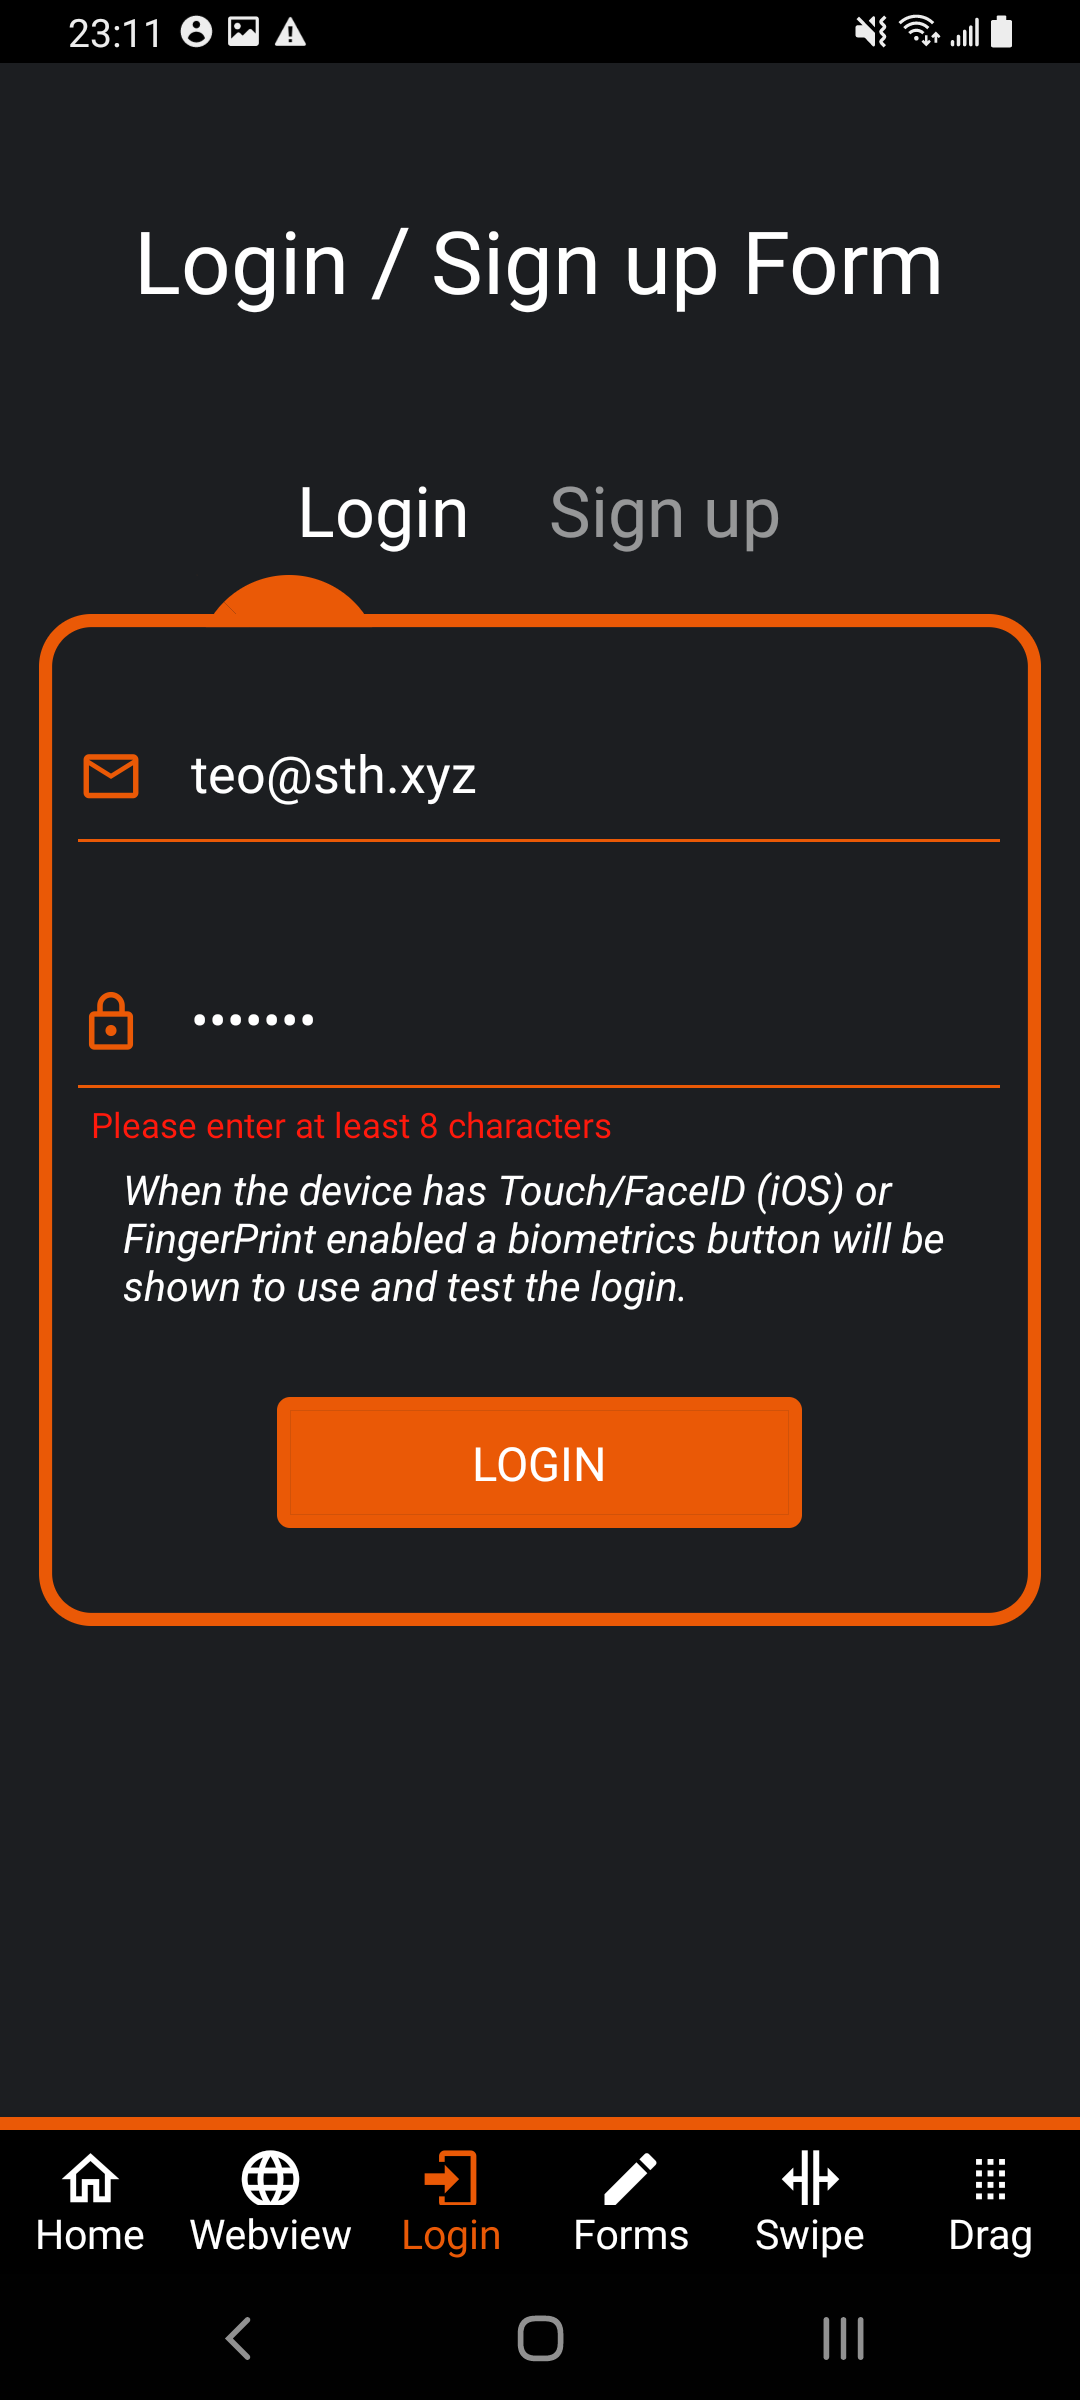 23:11
Login / Sign up Form
Login Sign up
teo@sth.xyz
•••••••
Please enter at least 8 characters
When the device has Touch/FaceID (iOS) or
FingerPrint enabled a biometrics button will be
shown to use and test the login.
LOGIN
Home Webview Login Forms Swipe Drag